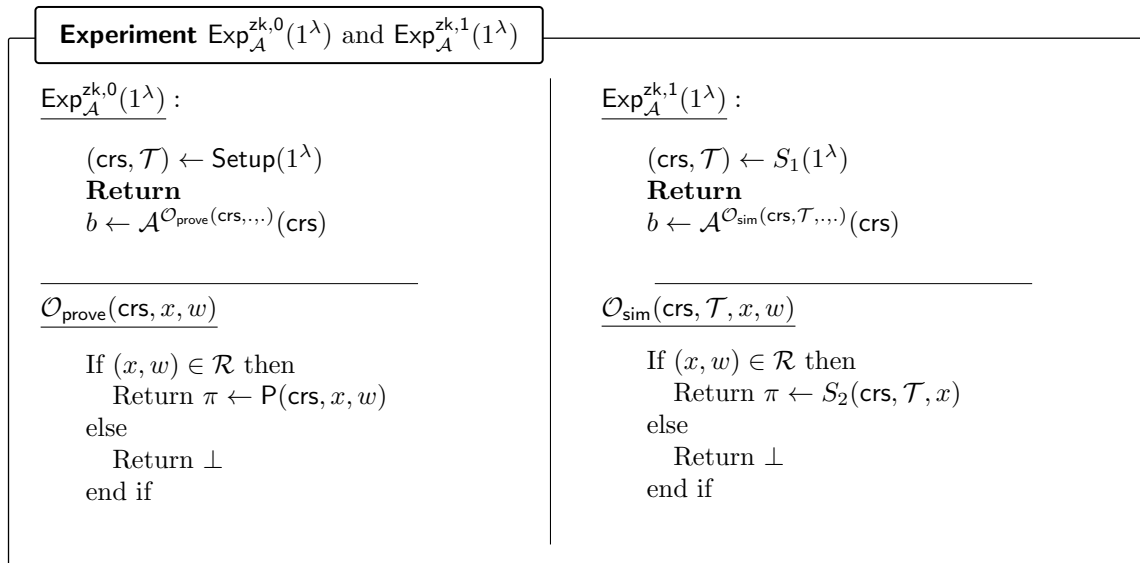 Experiment Exp_𝒜^{zk,0}(1^λ) and Exp_𝒜^{zk,1}(1^λ)
Exp_𝒜^{zk,0}(1^λ) :
(crs, 𝒯) ← Setup(1^λ)
Return
b ← 𝒜^{𝒪_prove(crs,.,.)}(crs)
𝒪_prove(crs, x, w)
If (x, w) ∈ ℛ then
Return π ← P(crs, x, w)
else
Return ⊥
end if
Exp_𝒜^{zk,1}(1^λ) :
(crs, 𝒯) ← S_1(1^λ)
Return
b ← 𝒜^{𝒪_sim(crs,𝒯,.,.)}(crs)
𝒪_sim(crs, 𝒯, x, w)
If (x, w) ∈ ℛ then
Return π ← S_2(crs, 𝒯, x)
else
Return ⊥
end if